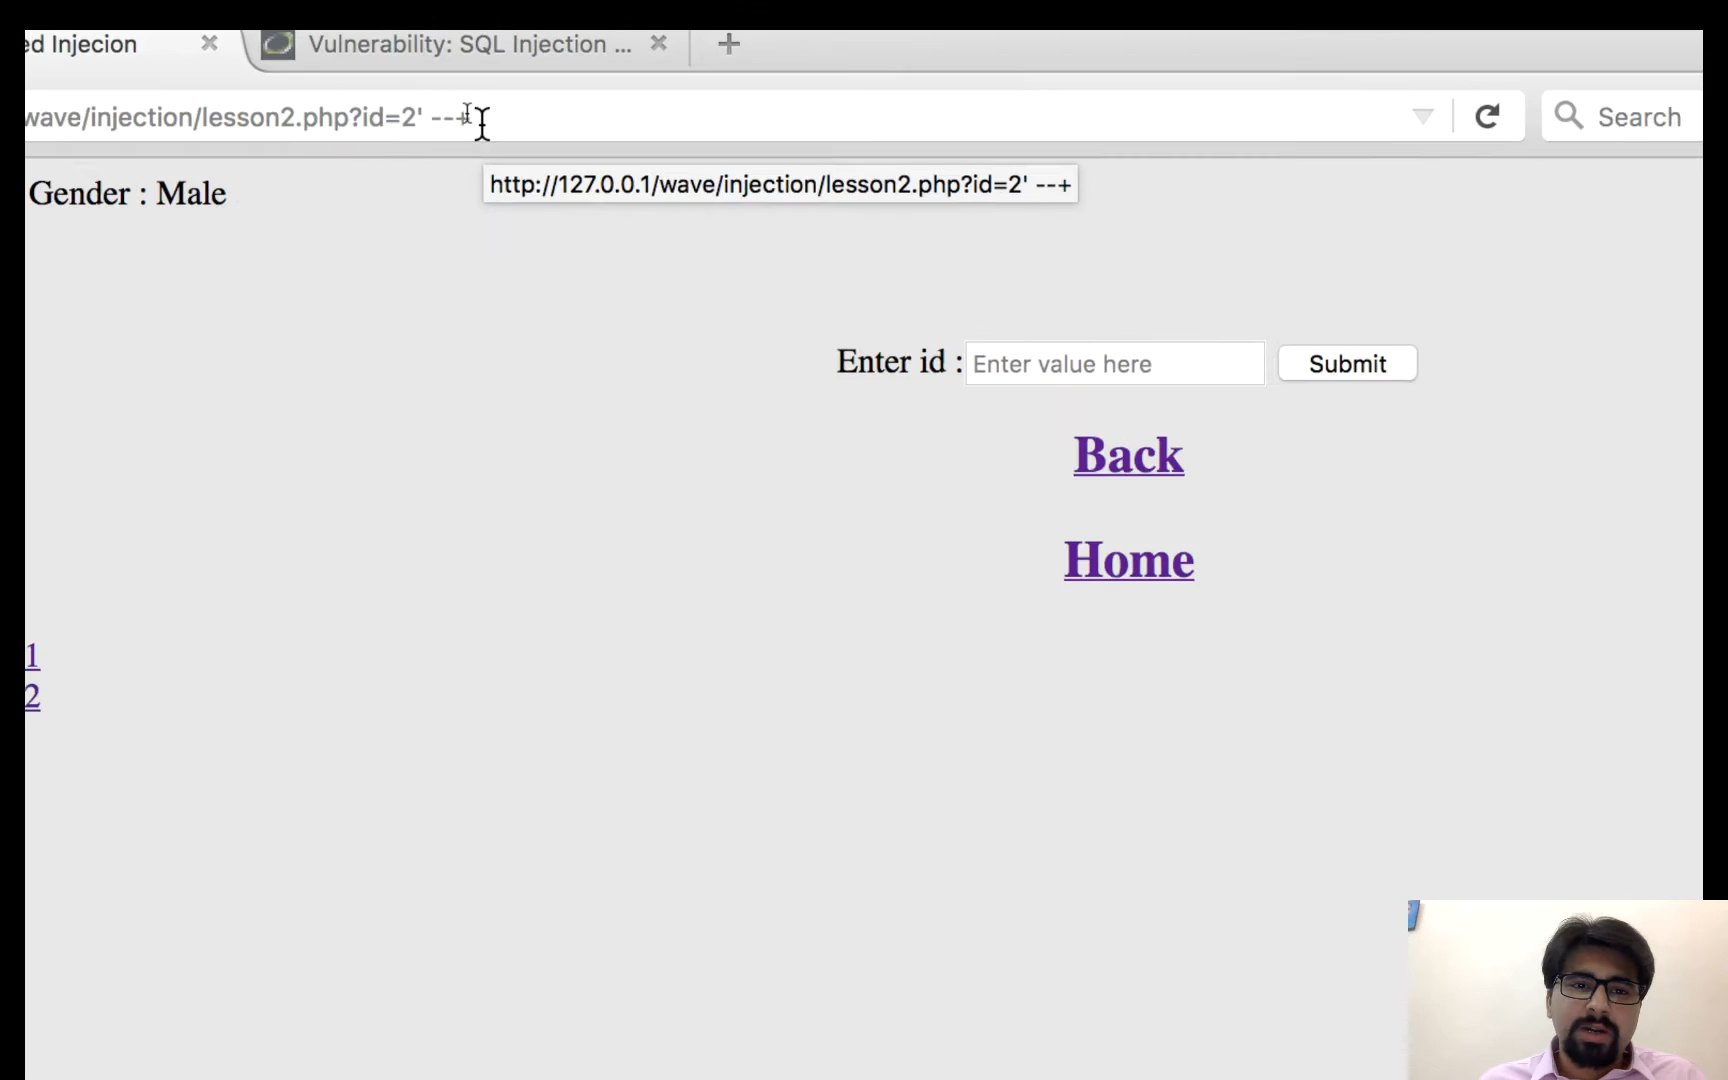 ed Injecion
Vulnerability: SQL Injection ...
wave/injection/lesson2.php?id=2' --+
Search
Gender : Male
http://127.0.0.1/wave/injection/lesson2.php?id=2' --+
Enter id : Enter value here Submit
Back
Home
1
2